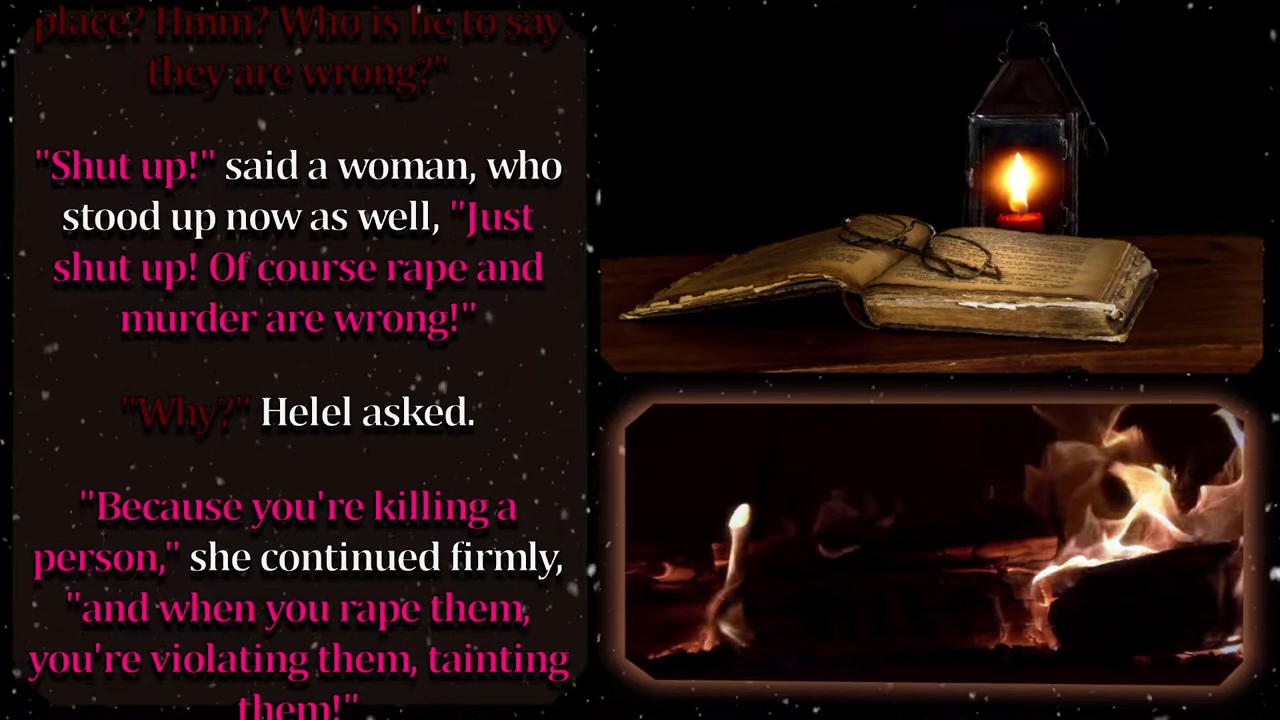 place? Hmm? Who is he to say
they are wrong?"
"Shut up!" said a woman, who
stood up now as well, "Just
shut up! Of course rape and
murder are wrong!"
"Why?" Helel asked.
"Because you're killing a
person," she continued firmly,
"and when you rape them,
you're violating them, tainting
them!"